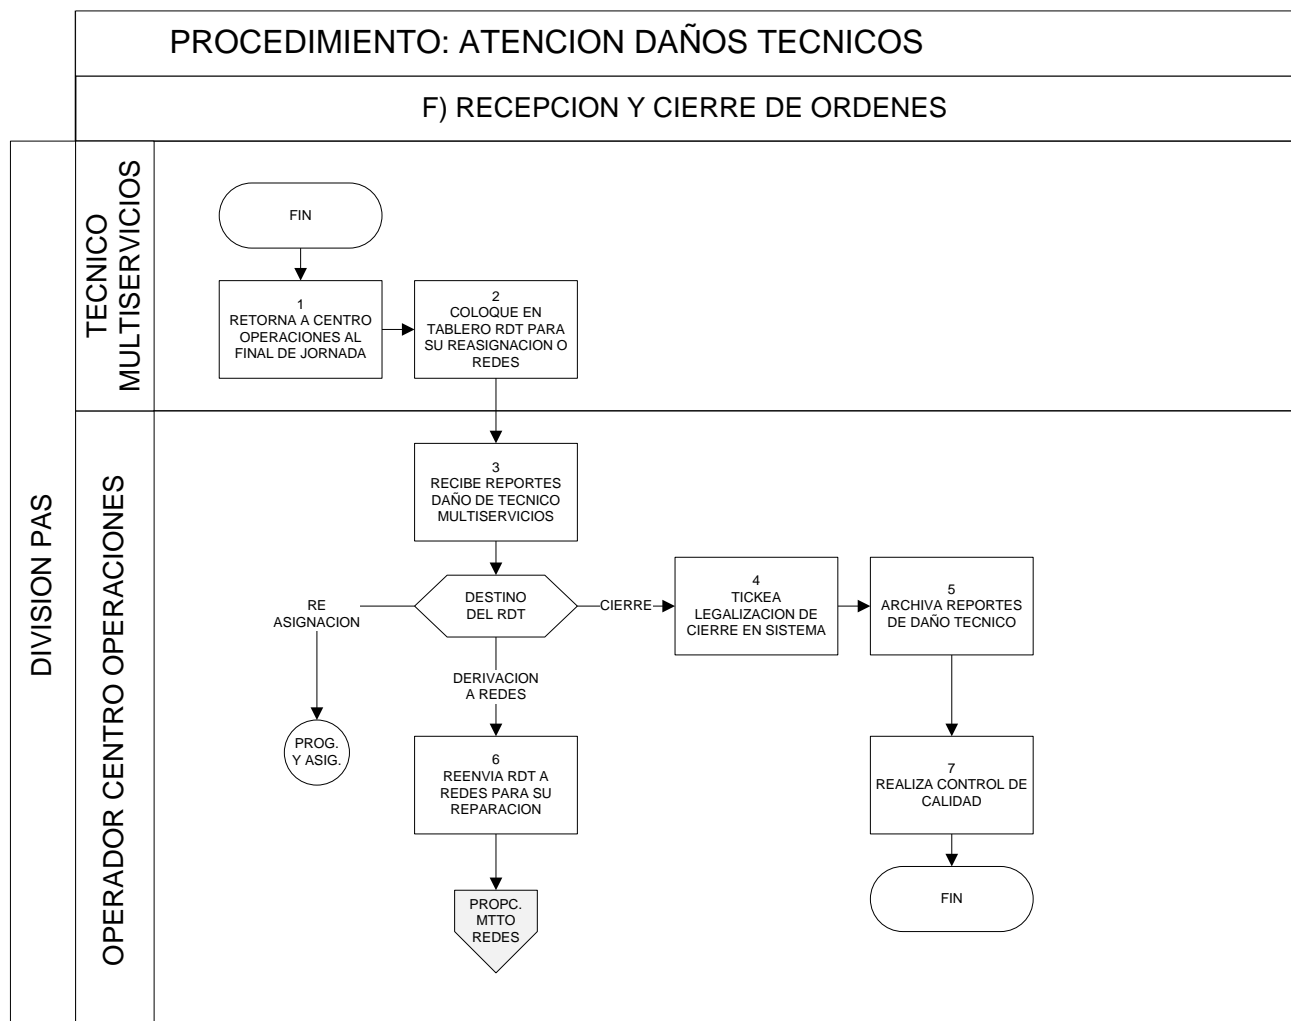 PROCEDIMIENTO: ATENCION DAÑOS TECNICOS
F) RECEPCION Y CIERRE DE ORDENES
DIVISION PAS
TECNICO
MULTISERVICIOS
FIN
1
RETORNA A CENTRO
OPERACIONES AL
FINAL DE JORNADA
2
COLOQUE EN
TABLERO RDT PARA
SU REASIGNACION O
REDES
OPERADOR CENTRO OPERACIONES
3
RECIBE REPORTES
DAÑO DE TECNICO
MULTISERVICIOS
DESTINO
DEL RDT
RE
ASIGNACION
CIERRE
4
TICKEA
LEGALIZACION DE
CIERRE EN SISTEMA
5
ARCHIVA REPORTES
DE DAÑO TECNICO
DERIVACION
A REDES
PROG.
Y ASIG.
6
REENVIA RDT A
REDES PARA SU
REPARACION
7
REALIZA CONTROL DE
CALIDAD
PROPC.
MTTO
REDES
FIN